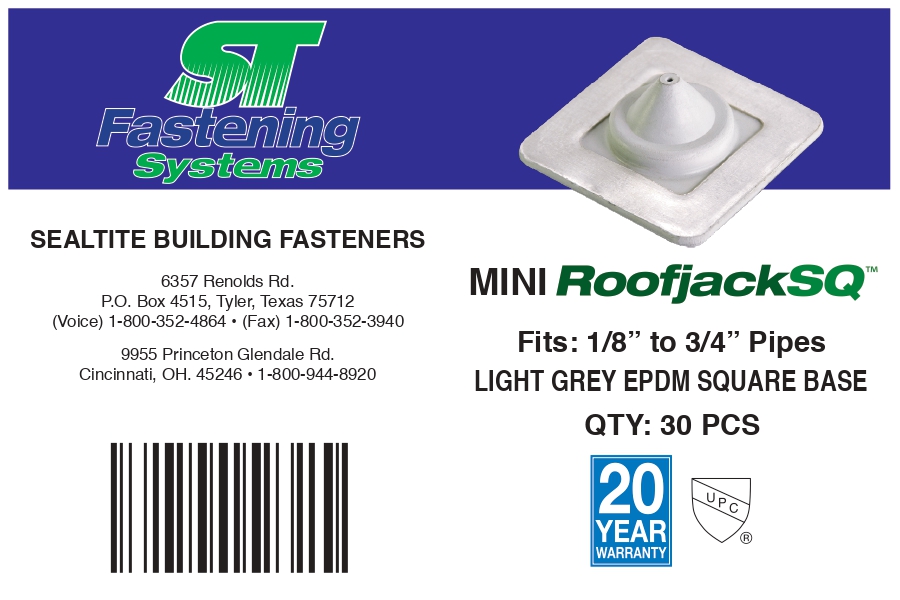 ST
Fastening
Systems
SEALTITE BUILDING FASTENERS
6357 Renolds Rd.
P.O. Box 4515, Tyler, Texas 75712
(Voice) 1-800-352-4864 • (Fax) 1-800-352-3940
9955 Princeton Glendale Rd.
Cincinnati, OH. 45246 • 1-800-944-8920
MINI RoofjackSQ™
Fits: 1/8” to 3/4” Pipes
LIGHT GREY EPDM SQUARE BASE
QTY: 30 PCS
20
YEAR
WARRANTY
UPC
®